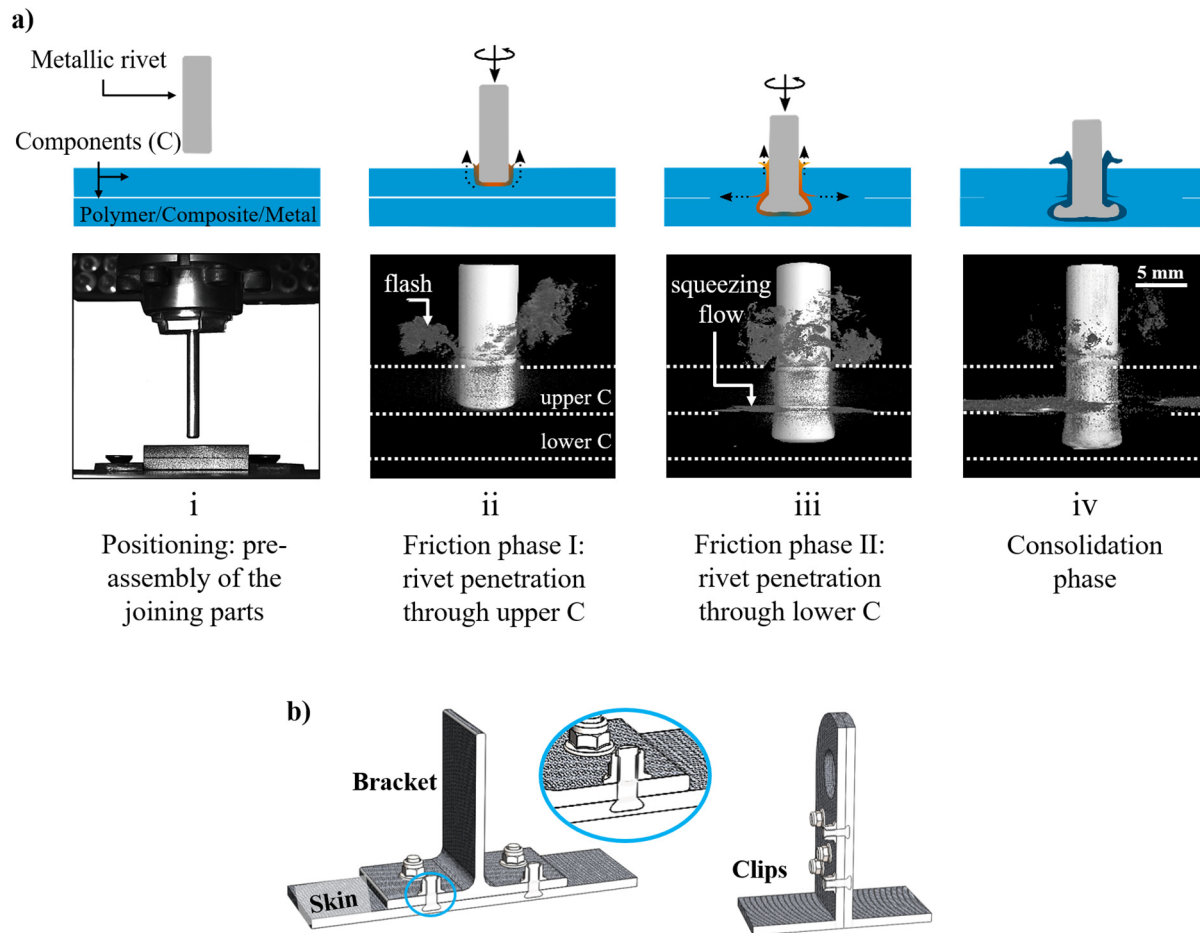 a)
Metallic rivet
Components (C)
Polymer/Composite/Metal
flash
upper C
lower C
squeezing
flow
5 mm
i
Positioning: pre-
assembly of the
joining parts
ii
Friction phase I:
rivet penetration
through upper C
iii
Friction phase II:
rivet penetration
through lower C
iv
Consolidation
phase
b)
Bracket
Skin
Clips